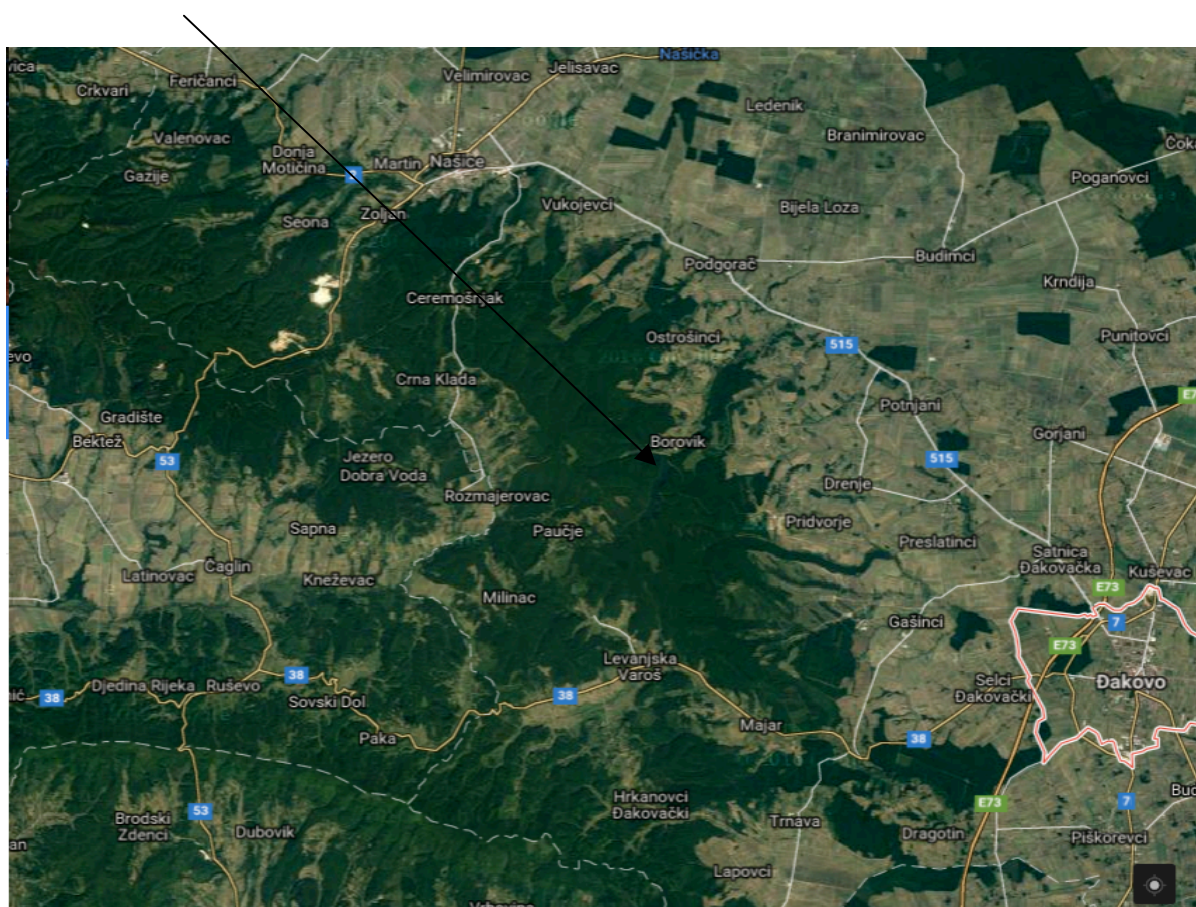 Našička
Velimirovac
Jelisavac
Feričanci
Crkvari
Ledenik
Valenovac
Branimirovac
Donja
Motičina
Martin
Našice
Gazije
Poganovci
Vukojevci
Bijela Loza
Seona
Zoljan
Budimci
Podgorač
Krndija
Ceremošnjak
Ostrošinci
515
Punitovci
Crna Klada
Potnjani
Gradište
Bektež
Borovik
Gorjani
53
Jezero
Dobra Voda
515
Drenje
Rozmajerovac
Sapna
Paučje
Pridvorje
Preslatinci
Satnica
Đakovačka
Čaglin
Latinovac
Kneževac
Kuševac
E73
Milinac
Gašinci
7
E73
Levanjska
Varoš
38
Djedina Rijeka
Ruševo
38
Selci
Đakovački
Đakovo
Sovski Dol
38
Majar
Paka
38
Hrkanovci
Đakovački
E73
7
53
Brodski
Zdenci
Dubovik
Trnava
Dragotin
Piškorevci
Lapovci